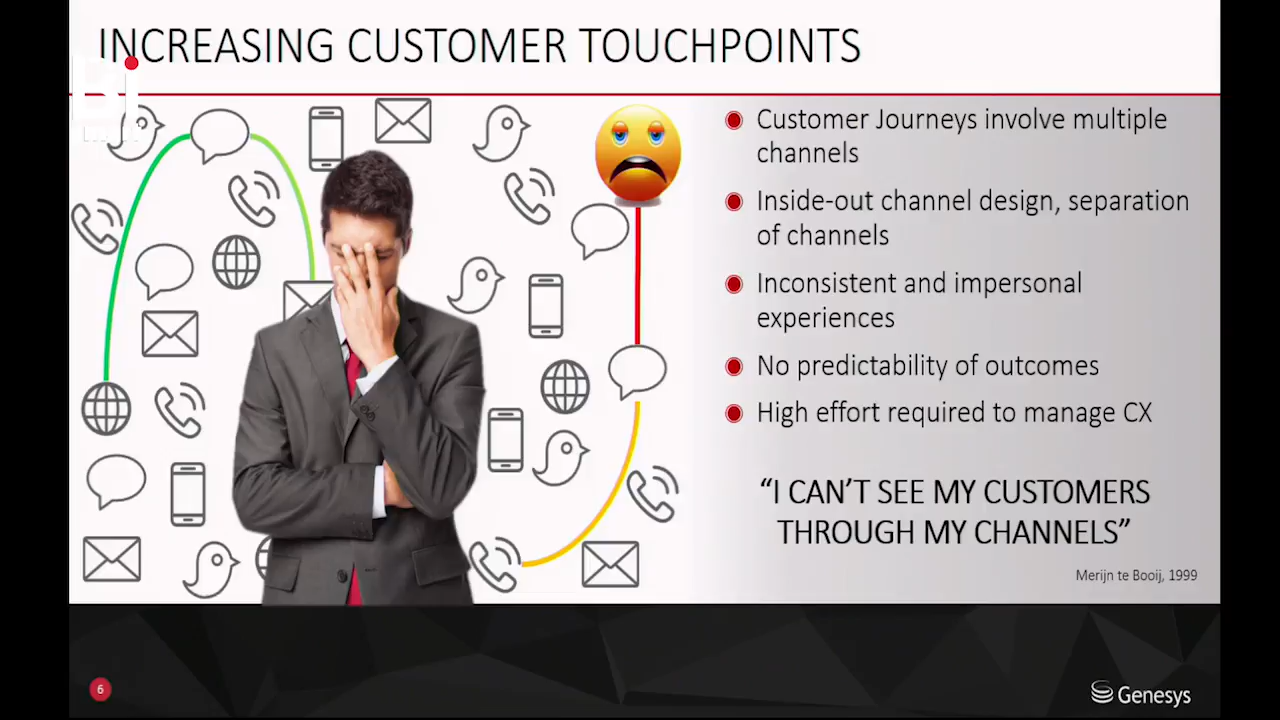 INCREASING CUSTOMER TOUCHPOINTS
Customer Journeys involve multiple
channels
Inside-out channel design, separation
of channels
Inconsistent and impersonal
experiences
No predictability of outcomes
High effort required to manage CX
“I CAN’T SEE MY CUSTOMERS
THROUGH MY CHANNELS”
Merijn te Booij, 1999
6
Genesys